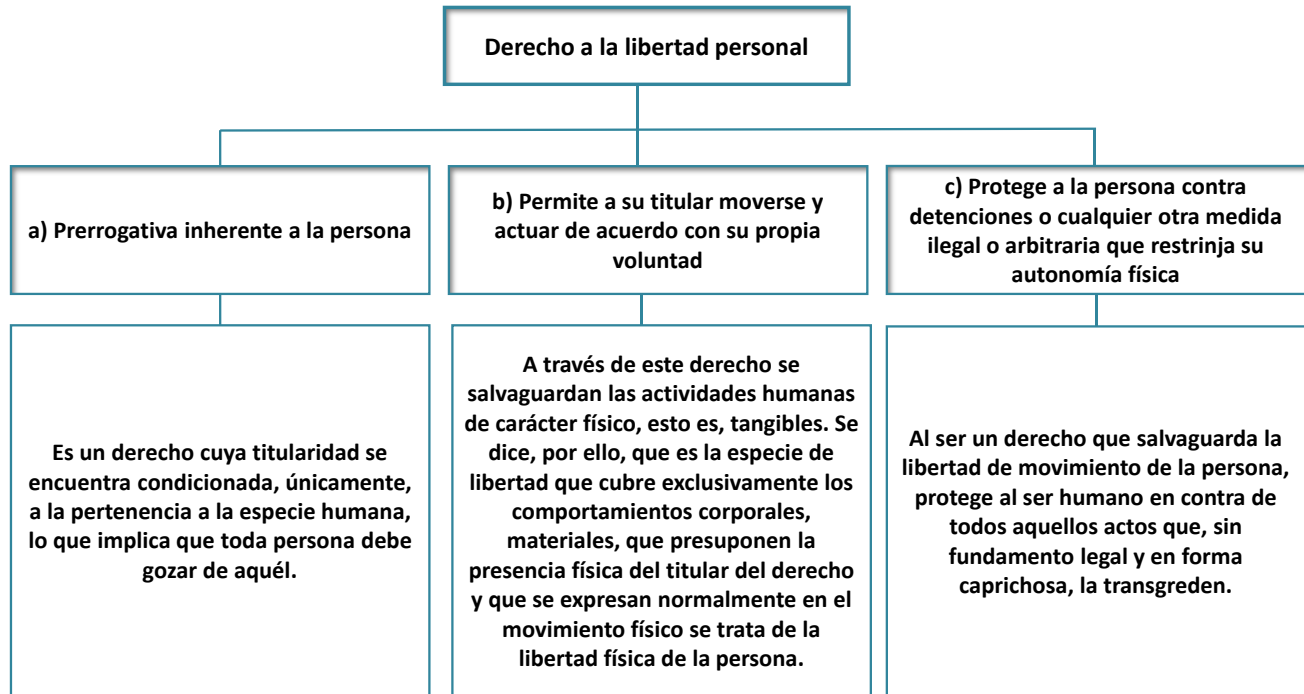 Derecho a la libertad personal
a) Prerrogativa inherente a la persona
b) Permite a su titular moverse y
actuar de acuerdo con su propia
voluntad
c) Protege a la persona contra
detenciones o cualquier otra medida
ilegal o arbitraria que restrinja su
autonomía física
Es un derecho cuya titularidad se
encuentra condicionada, únicamente,
a la pertenencia a la especie humana,
lo que implica que toda persona debe
gozar de aquél.
A través de este derecho se
salvaguardan las actividades humanas
de carácter físico, esto es, tangibles. Se
dice, por ello, que es la especie de
libertad que cubre exclusivamente los
comportamientos corporales,
materiales, que presuponen la
presencia física del titular del derecho
y que se expresan normalmente en el
movimiento físico se trata de la
libertad física de la persona.
Al ser un derecho que salvaguarda la
libertad de movimiento de la persona,
protege al ser humano en contra de
todos aquellos actos que, sin
fundamento legal y en forma
caprichosa, la transgreden.